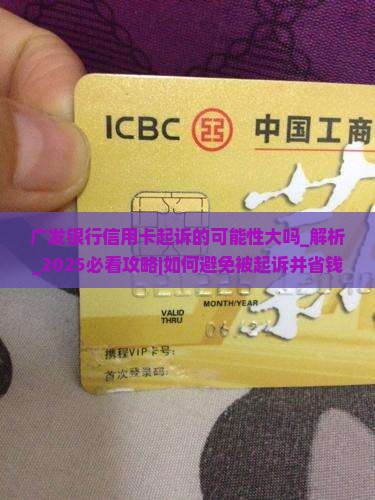 ICBC 中国工商
广发银行信用卡起诉的可能性大吗_解析
_2025必看攻略|如何避免被起诉并省钱
MONTH/YEAR
VALID
THRU
携程VIP卡号:
首次登录码: